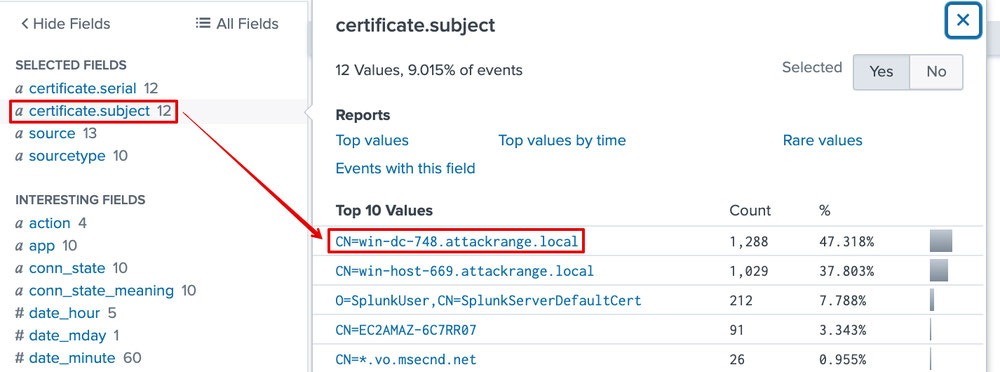 Hide Fields
All Fields
SELECTED FIELDS
a certificate.serial 12
a certificate.subject 12
a source 13
a sourcetype 10
INTERESTING FIELDS
a action 4
a app 10
a conn_state 10
a conn_state_meaning 10
# date_hour 5
# date_mday 1
# date_minute 60
certificate.subject
12 Values, 9.015% of events
Selected Yes No
Reports
Top values Top values by time Rare values
Events with this field
Top 10 Values Count %
CN=win-dc-748.attackrange.local 1,288 47.318%
CN=win-host-669.attackrange.local 1,029 37.803%
O=SplunkUser,CN=SplunkServerDefaultCert 212 7.788%
CN=EC2AMAZ-6C7RR07 91 3.343%
CN=*.vo.msecnd.net 26 0.955%